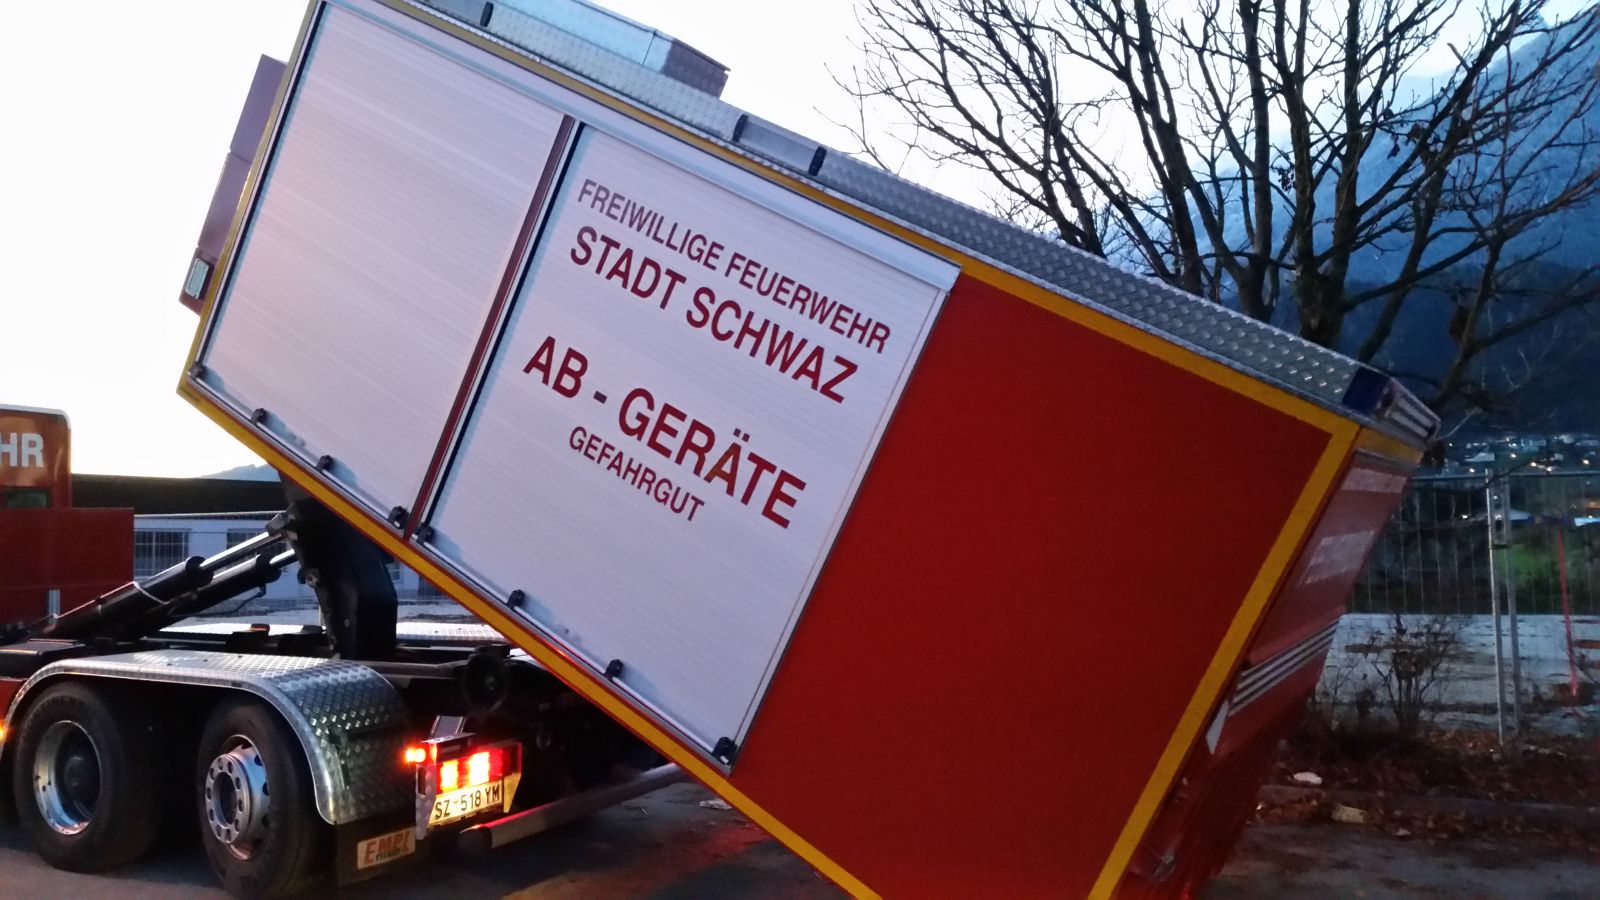 FREIWILLIGE FEUERWEHR
STADT SCHWAZ
AB - GERÄTE
GEFAHRGUT
HR
SZ 518 YM
EMPL